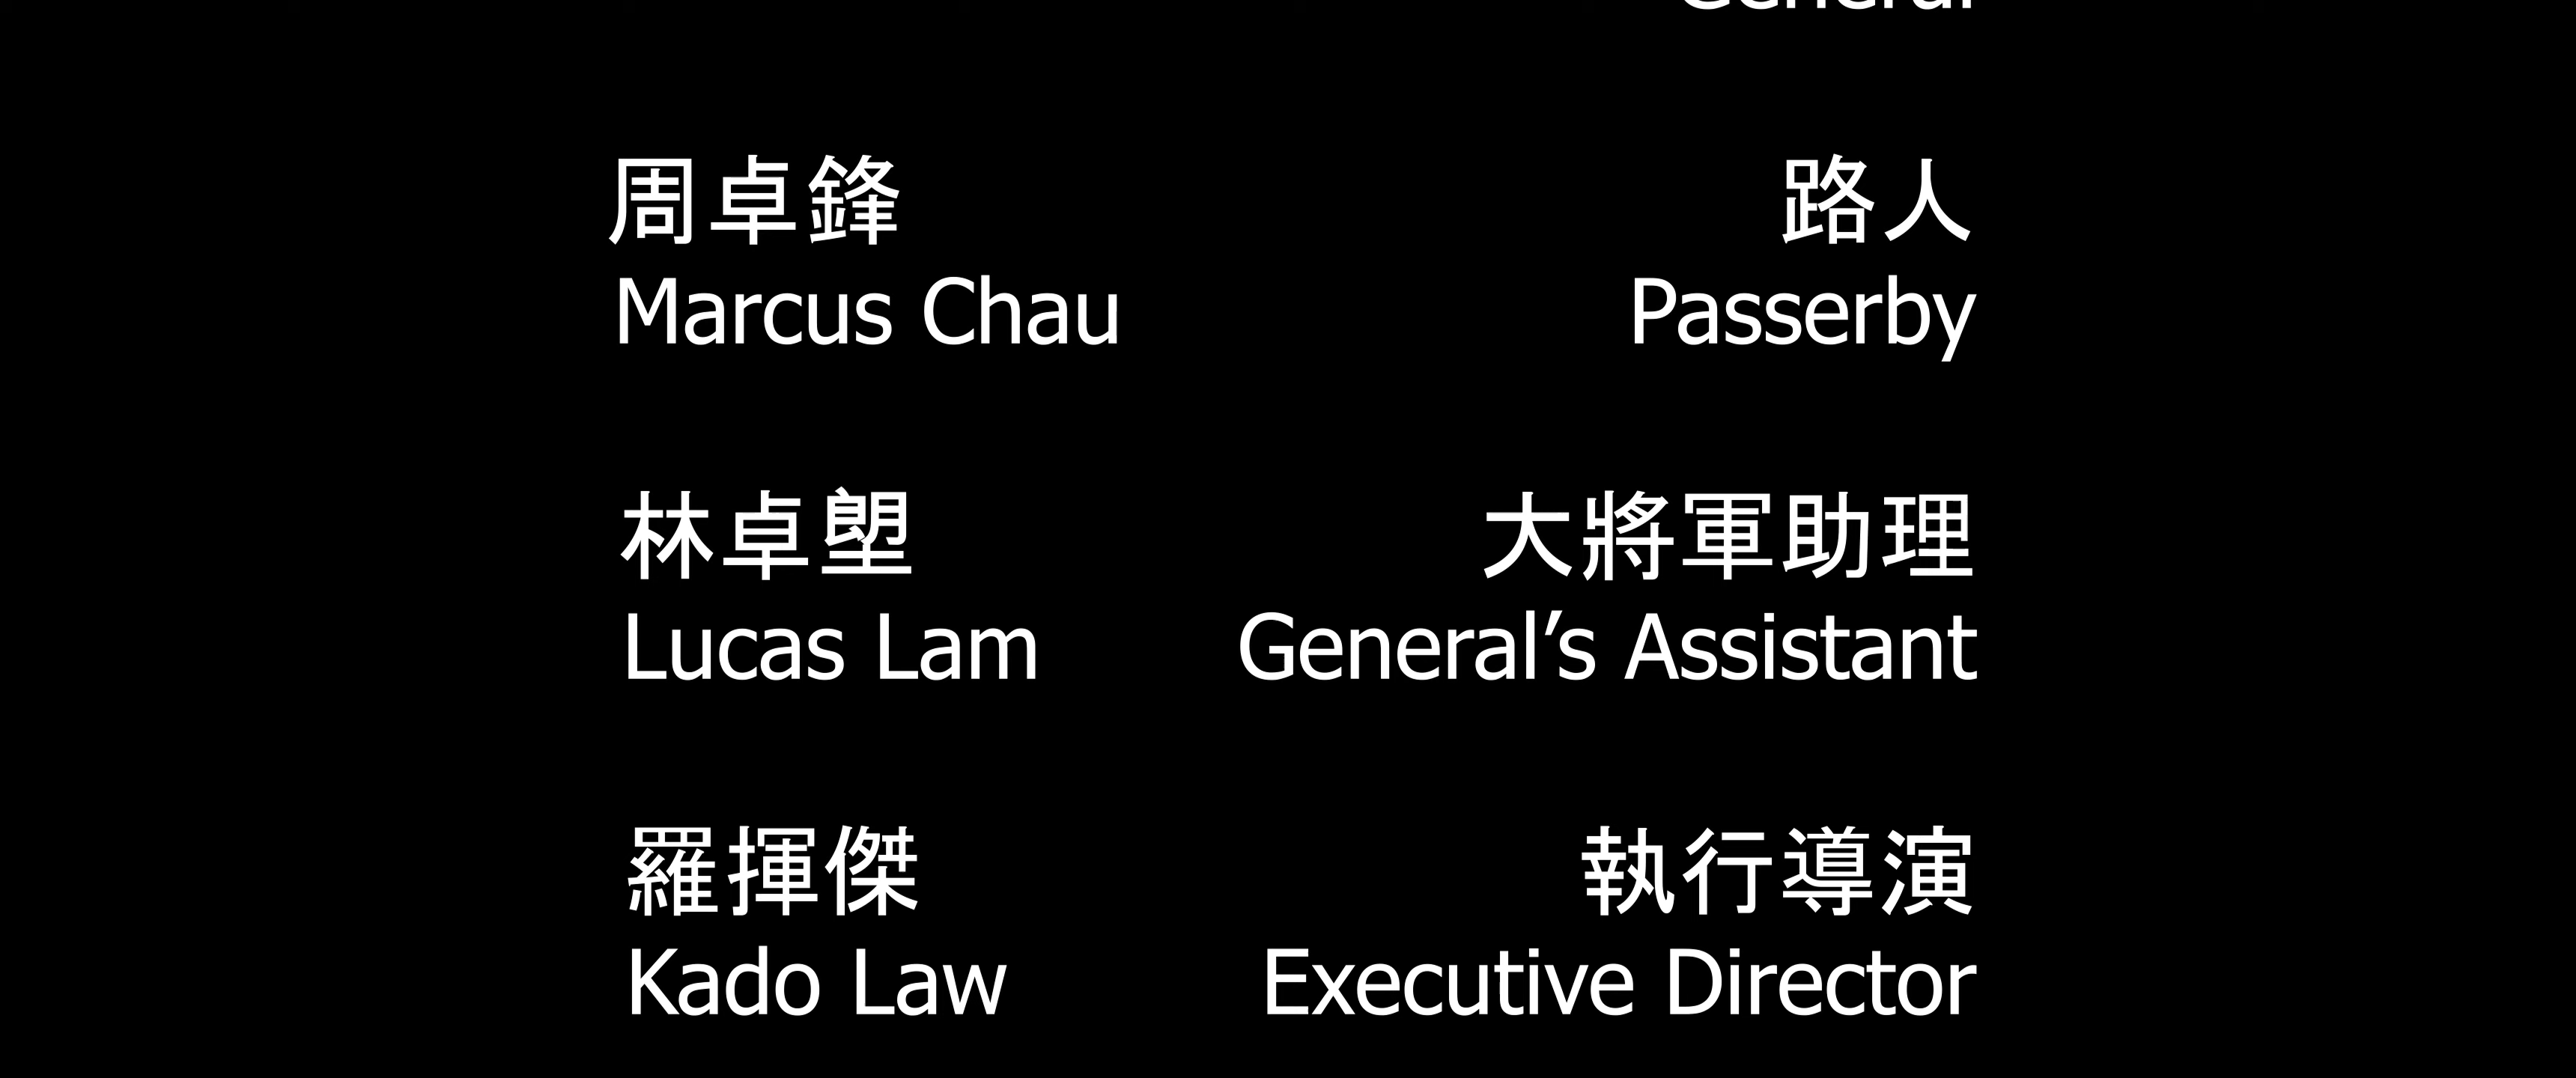 General
周卓鋒 路人
Marcus Chau Passerby
林卓塱 大將軍助理
Lucas Lam General’s Assistant
羅揮傑 執行導演
Kado Law Executive Director